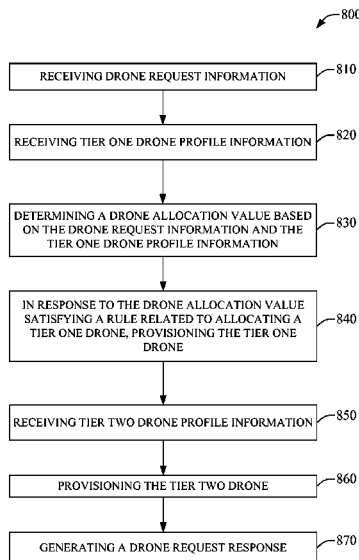 800
RECEIVING DRONE REQUEST INFORMATION
810
RECEIVING TIER ONE DRONE PROFILE INFORMATION
820
DETERMINING A DRONE ALLOCATION VALUE BASED
ON THE DRONE REQUEST INFORMATION AND THE
TIER ONE DRONE PROFILE INFORMATION
830
IN RESPONSE TO THE DRONE ALLOCATION VALUE
SATISFYING A RULE RELATED TO ALLOCATING A
TIER ONE DRONE, PROVISIONING THE TIER ONE
DRONE
840
RECEIVING TIER TWO DRONE PROFILE INFORMATION
850
PROVISIONING THE TIER TWO DRONE
860
GENERATING A DRONE REQUEST RESPONSE
870